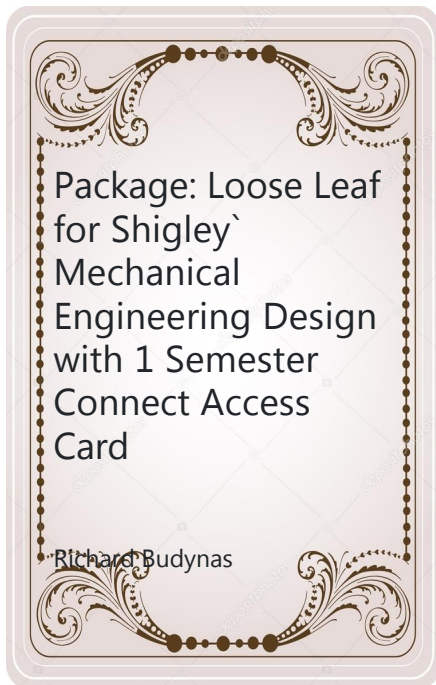 Package: Loose Leaf
for Shigley`
Mechanical
Engineering Design
with 1 Semester
Connect Access
Card
Richard Budynas